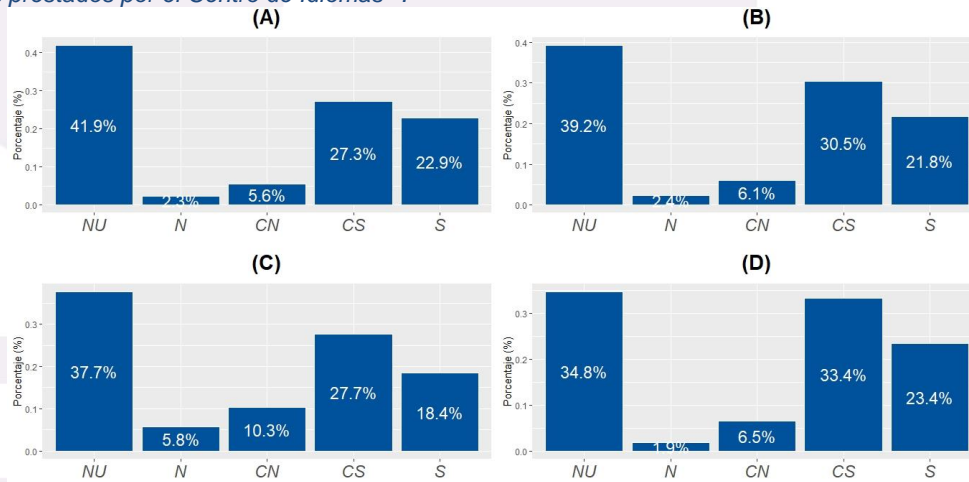 prestados por el Centro de Idiomas
(A)
Porcentaje (%)
0.4
0.3
0.2
0.1
0.0
41.9%
2.3%
5.6%
27.3%
22.9%
NU N CN CS S
(B)
Porcentaje (%)
0.4
0.3
0.2
0.1
0.0
39.2%
2.4%
6.1%
30.5%
21.8%
NU N CN CS S
(C)
Porcentaje (%)
0.3
0.2
0.1
0.0
37.7%
5.8%
10.3%
27.7%
18.4%
NU N CN CS S
(D)
Porcentaje (%)
0.3
0.2
0.1
0.0
34.8%
1.9%
6.5%
33.4%
23.4%
NU N CN CS S